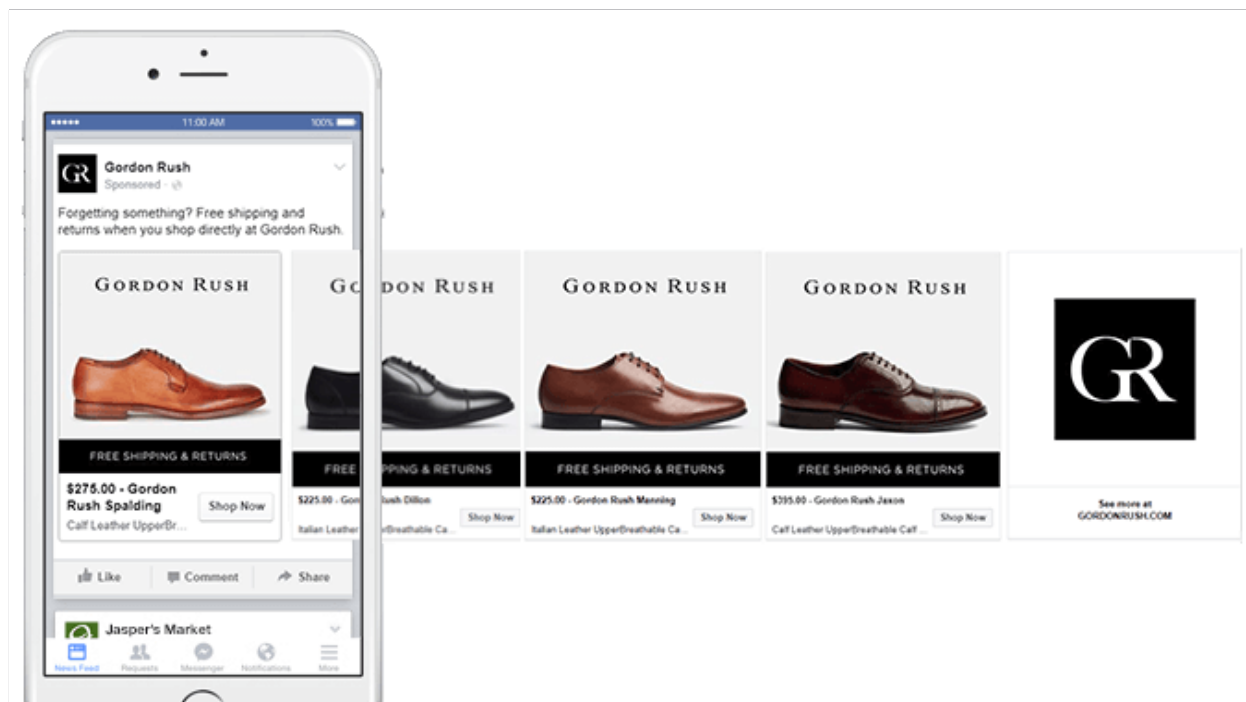 11:00 AM
100%
GR
Gordon Rush
Sponsored ·
Forgetting something? Free shipping and
returns when you shop directly at Gordon Rush.
GORDON RUSH
FREE SHIPPING & RETURNS
$275.00 - Gordon
Rush Spalding
Calf Leather UpperBr...
Shop Now
GORDON RUSH
FREE SHIPPING & RETURNS
$225.00 - Gordon Rush Dillon
Italian Leather UpperBreathable Ca...
Shop Now
GORDON RUSH
FREE SHIPPING & RETURNS
$225.00 - Gordon Rush Manning
Italian Leather UpperBreathable Ca...
Shop Now
GORDON RUSH
FREE SHIPPING & RETURNS
$395.00 - Gordon Rush Jaxon
Calf Leather UpperBreathable Calf ...
Shop Now
GR
See more at
GORDONRUSH.COM
Like Comment Share
Jasper's Market
News Feed Requests Messenger Notifications More